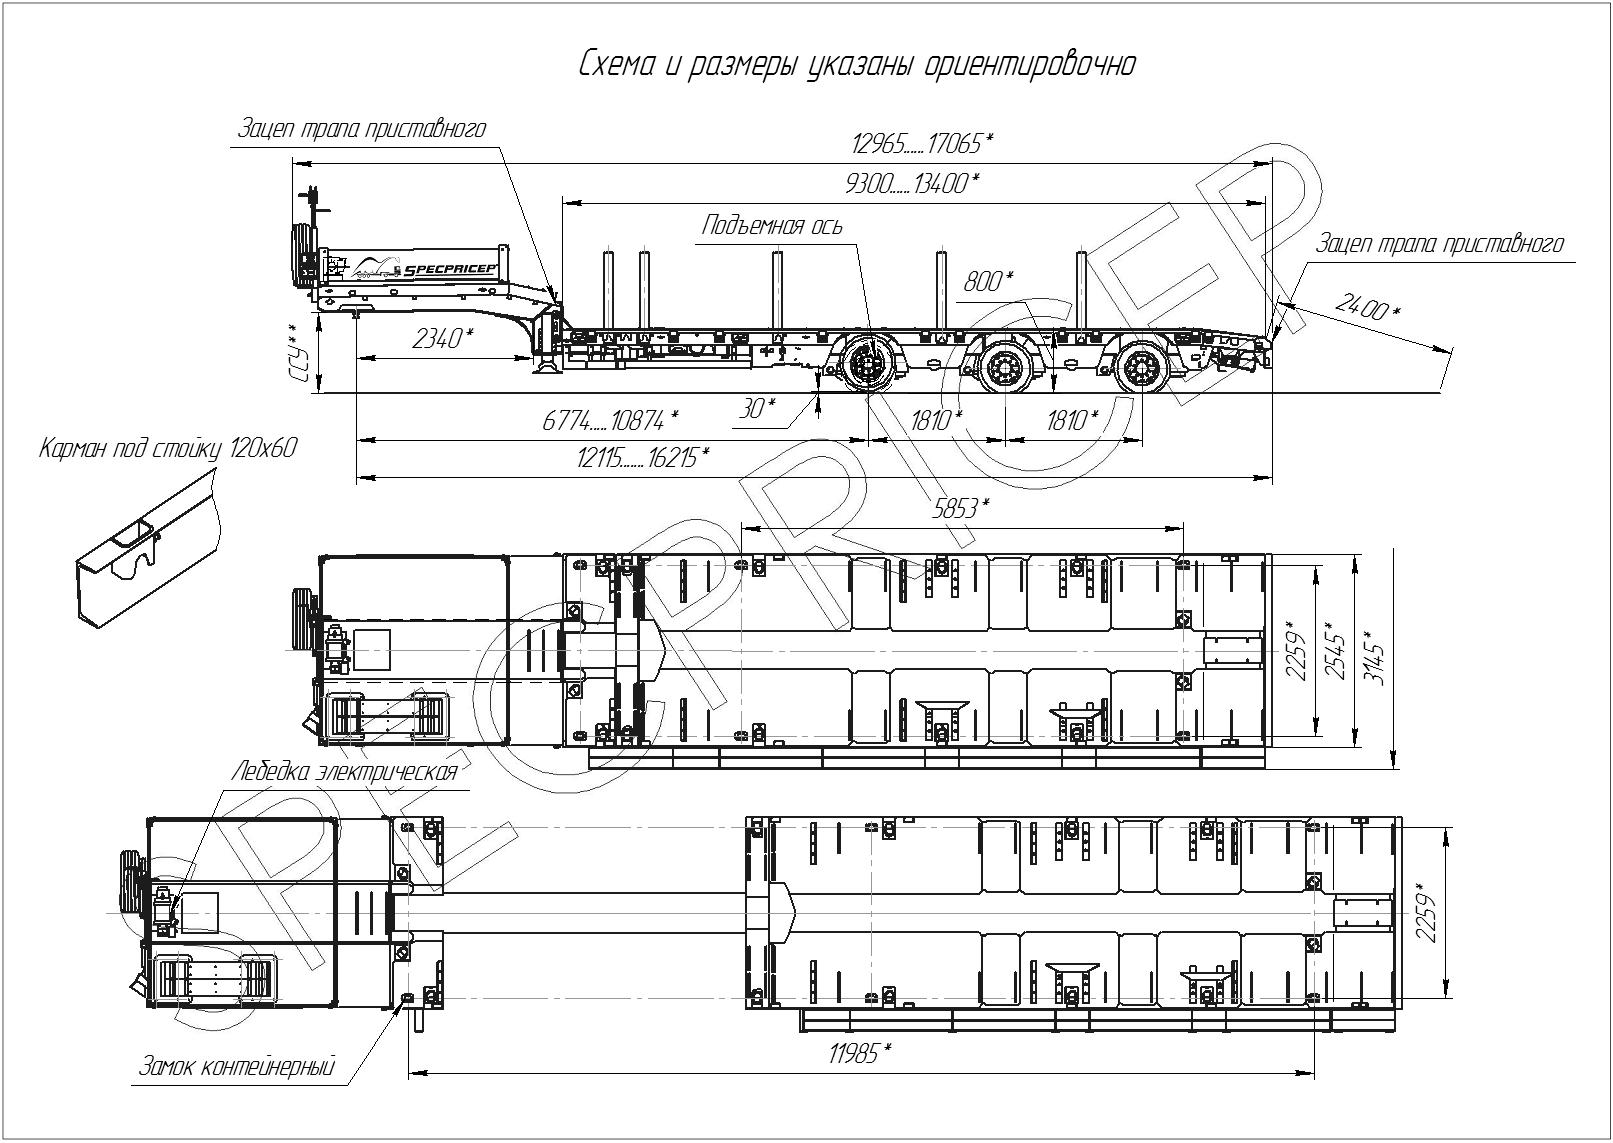 Схема и размеры указаны ориентировочно
Зацеп трапа приставного
12965......17065*
9300......13400*
Подъемная ось
SPECPRICEP
800*
Зацеп трапа приставного
2400*
ССУ**
2340*
30*
6774.....10874*
1810*
1810*
12115.......16215*
Карман под стойку 120х60
5853*
2259*
2545*
3145*
Лебедка электрическая
2259*
Замок контейнерный
11985*
SPECPRICEP